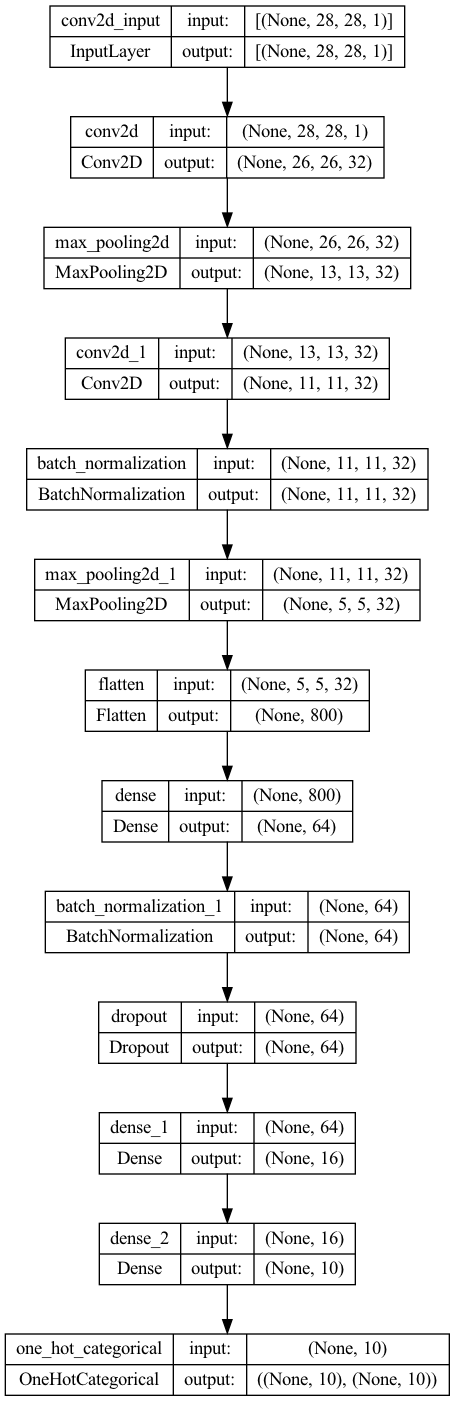 conv2d_input input: [(None, 28, 28, 1)]
InputLayer output: [(None, 28, 28, 1)]
conv2d input: (None, 28, 28, 1)
Conv2D output: (None, 26, 26, 32)
max_pooling2d input: (None, 26, 26, 32)
MaxPooling2D output: (None, 13, 13, 32)
conv2d_1 input: (None, 13, 13, 32)
Conv2D output: (None, 11, 11, 32)
batch_normalization input: (None, 11, 11, 32)
BatchNormalization output: (None, 11, 11, 32)
max_pooling2d_1 input: (None, 11, 11, 32)
MaxPooling2D output: (None, 5, 5, 32)
flatten input: (None, 5, 5, 32)
Flatten output: (None, 800)
dense input: (None, 800)
Dense output: (None, 64)
batch_normalization_1 input: (None, 64)
BatchNormalization output: (None, 64)
dropout input: (None, 64)
Dropout output: (None, 64)
dense_1 input: (None, 64)
Dense output: (None, 16)
dense_2 input: (None, 16)
Dense output: (None, 10)
one_hot_categorical input: (None, 10)
OneHotCategorical output: ((None, 10), (None, 10))